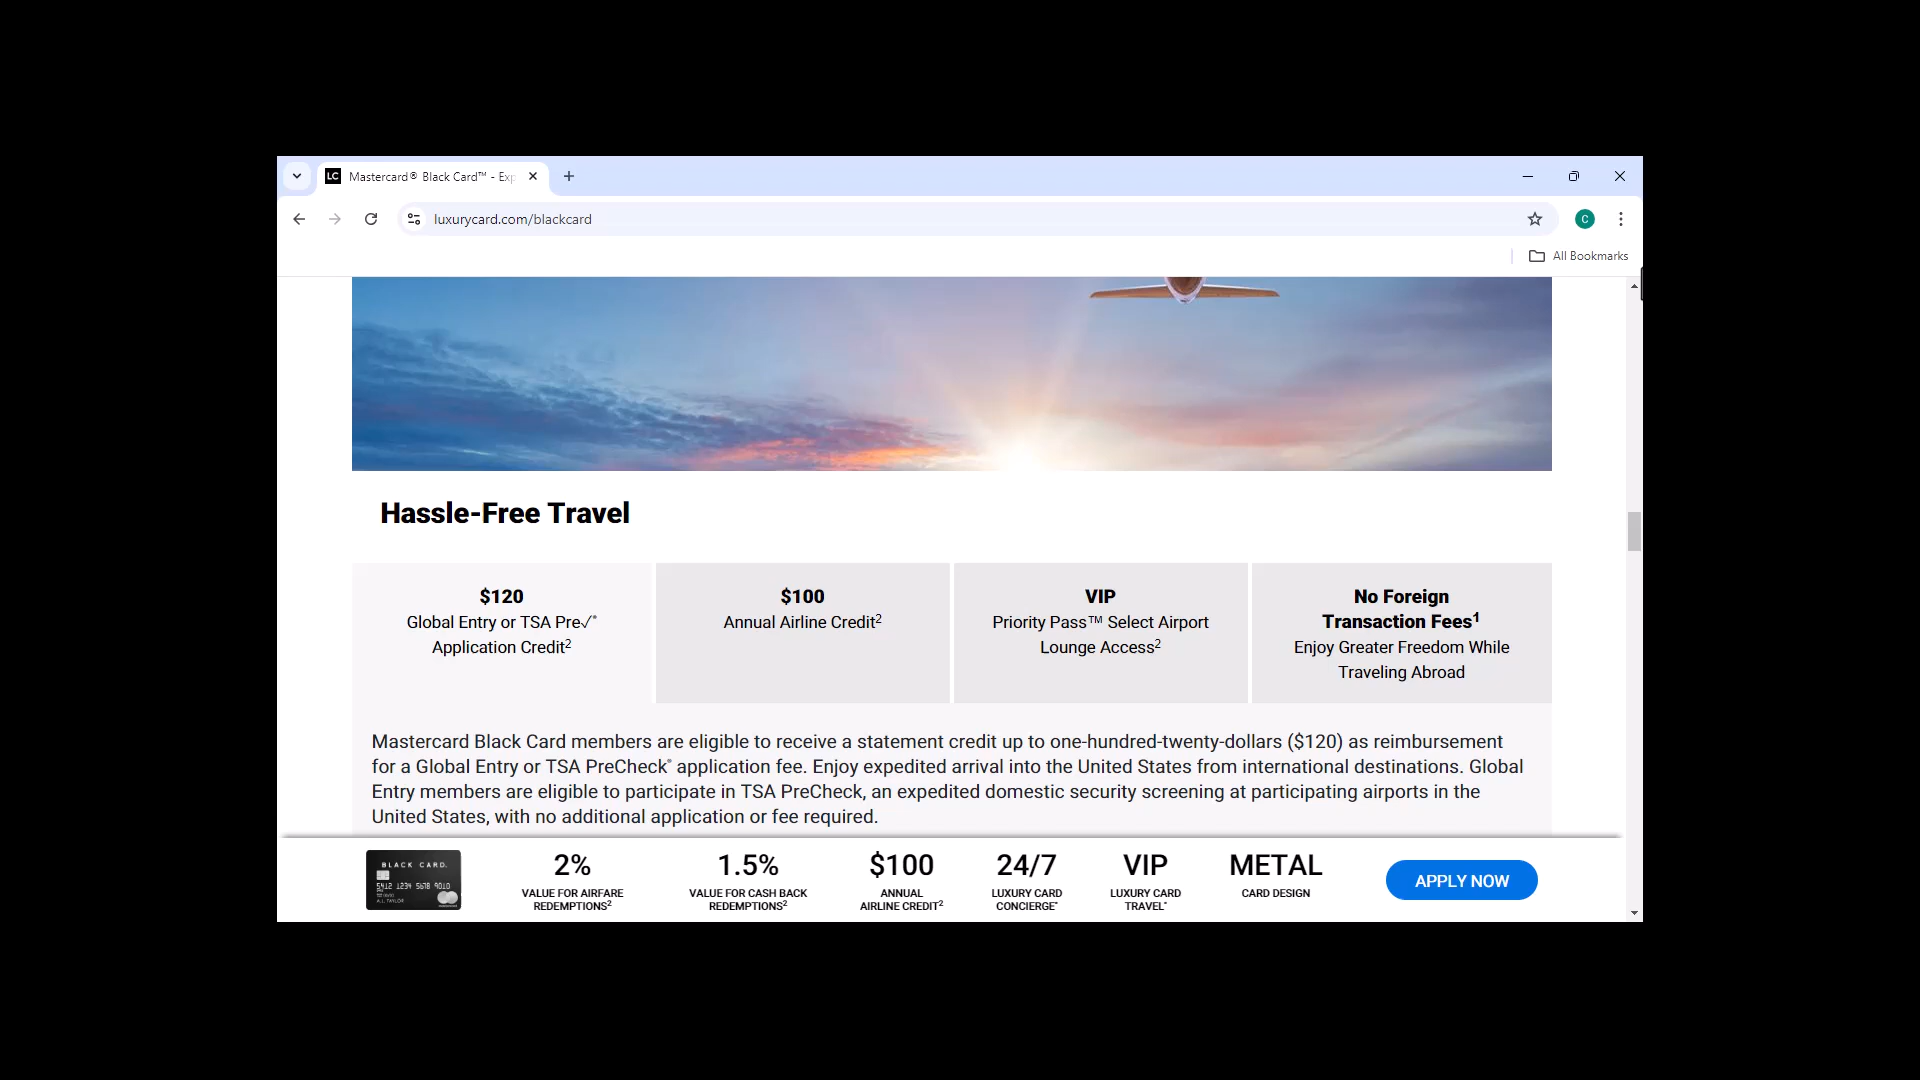 LC Mastercard® Black Card™ - Exp
luxurycard.com/blackcard
C
All Bookmarks
Hassle-Free Travel
$120
Global Entry or TSA Pre✓®
Application Credit2
$100
Annual Airline Credit2
VIP
Priority Pass™ Select Airport
Lounge Access2
No Foreign
Transaction Fees1
Enjoy Greater Freedom While
Traveling Abroad
Mastercard Black Card members are eligible to receive a statement credit up to one-hundred-twenty-dollars ($120) as reimbursement
for a Global Entry or TSA PreCheck® application fee. Enjoy expedited arrival into the United States from international destinations. Global
Entry members are eligible to participate in TSA PreCheck, an expedited domestic security screening at participating airports in the
United States, with no additional application or fee required.
BLACK CARD.
5412 1234 5678 9010
A.L. TAYLOR
2%
VALUE FOR AIRFARE
REDEMPTIONS2
1.5%
VALUE FOR CASH BACK
REDEMPTIONS2
$100
ANNUAL
AIRLINE CREDIT2
24/7
LUXURY CARD
CONCIERGE®
VIP
LUXURY CARD
TRAVEL®
METAL
CARD DESIGN
APPLY NOW